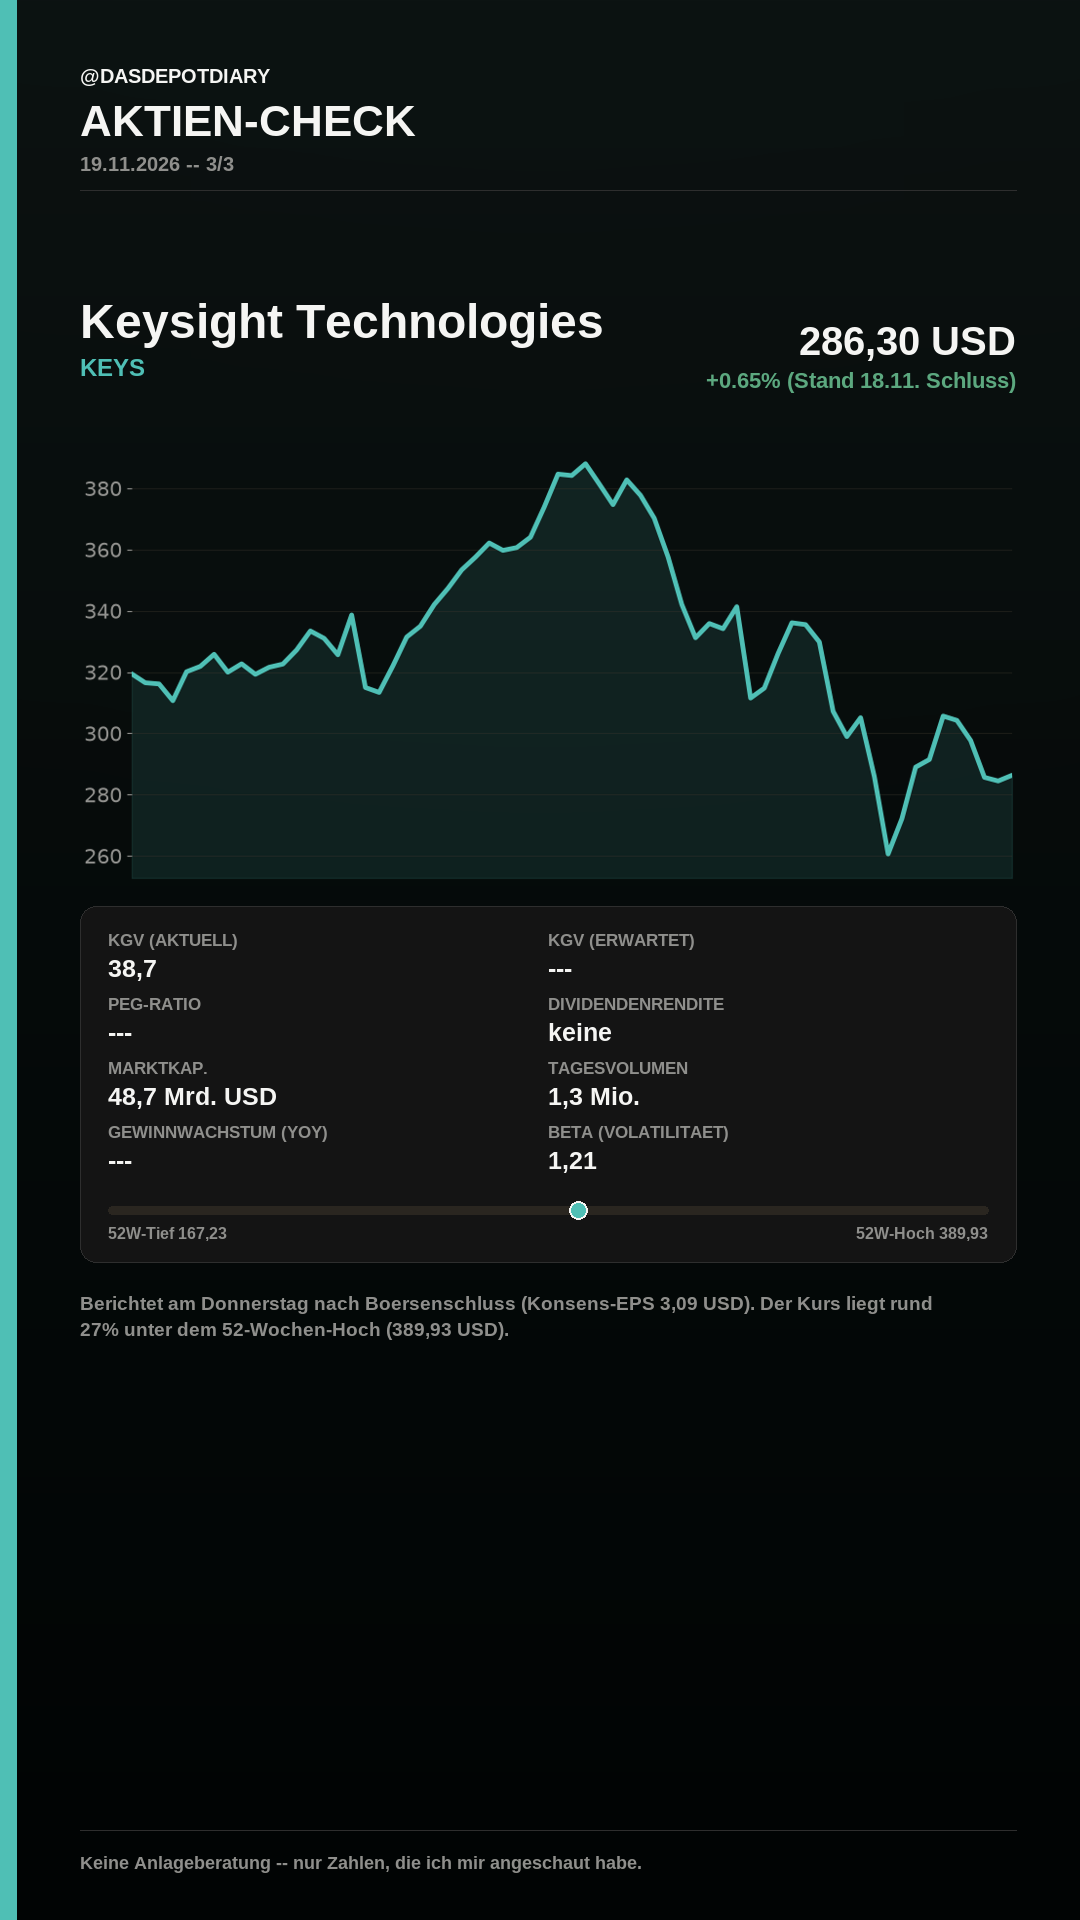 @DASDEPOTDIARY
AKTIEN-CHECK
19.11.2026 -- 3/3
Keysight Technologies
KEYS
286,30 USD
+0.65% (Stand 18.11. Schluss)
380
360
340
320
300
280
260
KGV (AKTUELL)
38,7
KGV (ERWARTET)
---
PEG-RATIO
---
DIVIDENDENRENDITE
keine
MARKTKAP.
48,7 Mrd. USD
TAGESVOLUMEN
1,3 Mio.
GEWINNWACHSTUM (YOY)
---
BETA (VOLATILITAET)
1,21
52W-Tief 167,23
52W-Hoch 389,93
Berichtet am Donnerstag nach Boersenschluss (Konsens-EPS 3,09 USD). Der Kurs liegt rund
27% unter dem 52-Wochen-Hoch (389,93 USD).
Keine Anlageberatung -- nur Zahlen, die ich mir angeschaut habe.